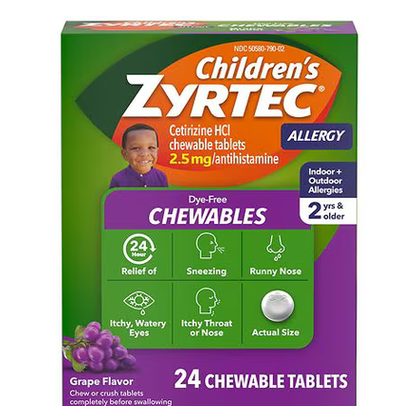 NDC 50580-790-02
Children's
ZYRTEC®
Cetirizine HCl
chewable tablets
2.5 mg/antihistamine
ALLERGY
Indoor +
Outdoor
Allergies
2 yrs &
older
Dye-Free
CHEWABLES
24
Hour
Relief of
Sneezing
Runny Nose
Itchy, Watery
Eyes
Itchy Throat
or Nose
Actual Size
Grape Flavor
Chew or crush tablets
completely before swallowing
24 CHEWABLE TABLETS